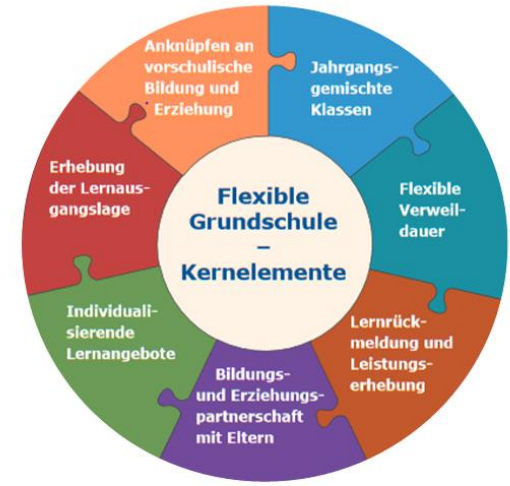 Flexible
Grundschule
–
Kernelemente
Jahrgangs-
gemischte
Klassen
Flexible
Verweil-
dauer
Lernrück-
meldung und
Leistungs-
erhebung
Bildungs-
und Erziehungs-
partnerschaft
mit Eltern
Individuali-
sierende
Lernangebote
Erhebung
der Lernaus-
gangslage
Anknüpfen an
vorschulische
Bildung und
Erziehung